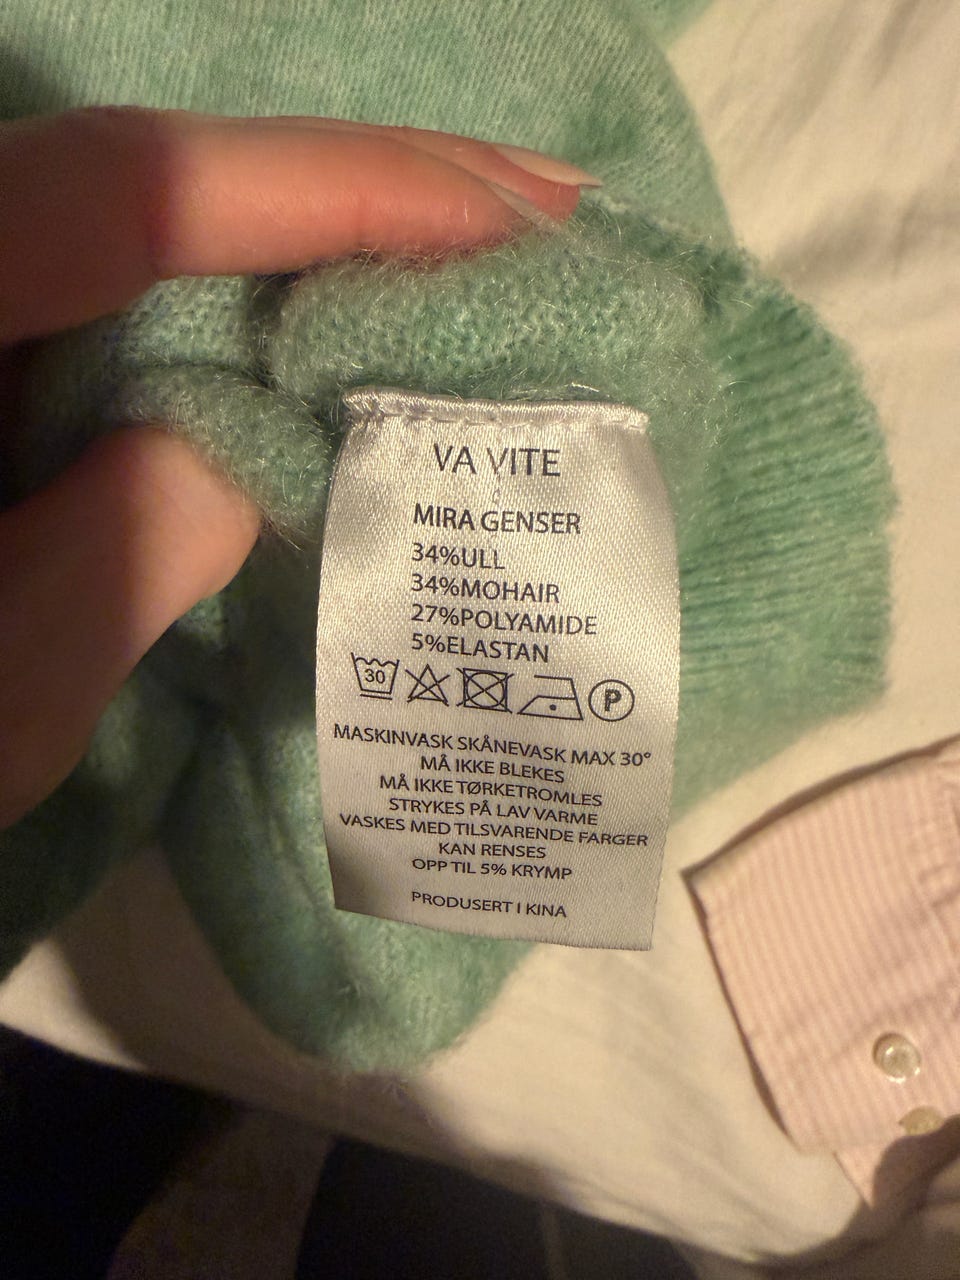 VA VITE
MIRA GENSER
34%ULL
34%MOHAIR
27%POLYAMIDE
5%ELASTAN
30 P
MASKINVASK SKÅNEVASK MAX 30°
MÅ IKKE BLEKES
MÅ IKKE TØRKETROMLES
STRYKES PÅ LAV VARME
VASKES MED TILSVARENDE FARGER
KAN RENSES
OPP TIL 5% KRYMP
PRODUSERT I KINA